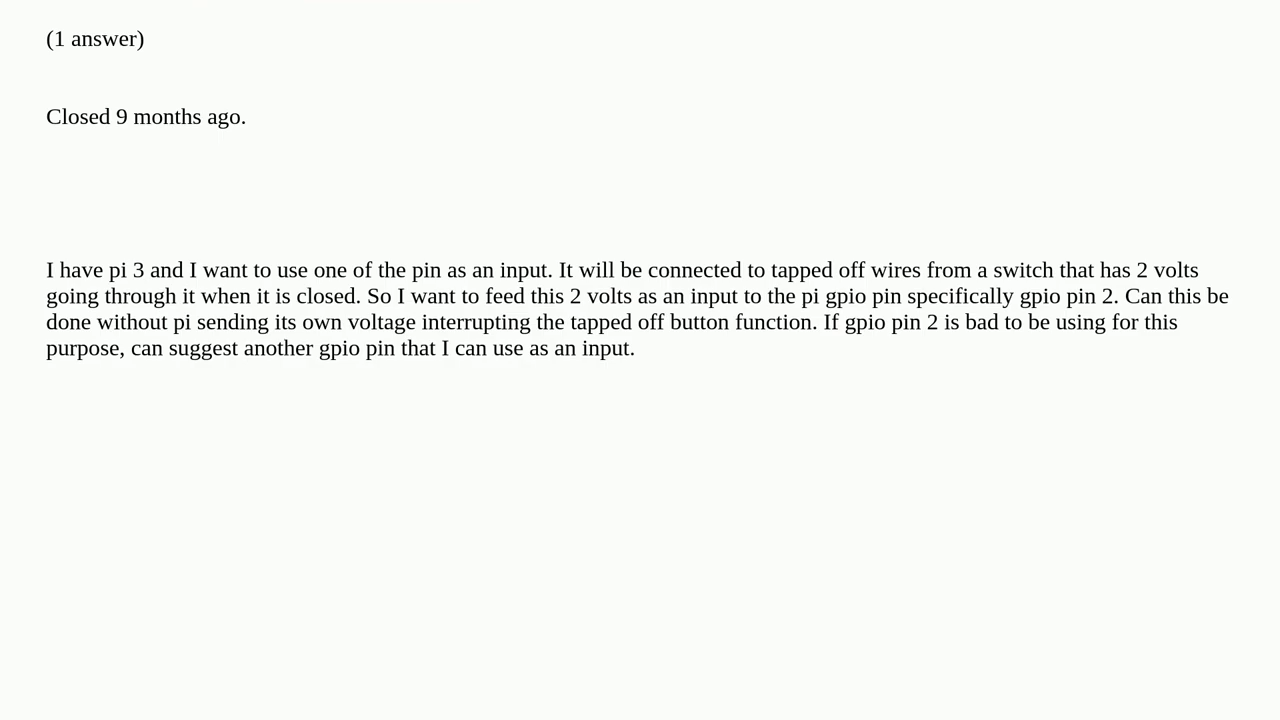 (1 answer)
Closed 9 months ago.
I have pi 3 and I want to use one of the pin as an input. It will be connected to tapped off wires from a switch that has 2 volts
going through it when it is closed. So I want to feed this 2 volts as an input to the pi gpio pin specifically gpio pin 2. Can this be
done without pi sending its own voltage interrupting the tapped off button function. If gpio pin 2 is bad to be using for this
purpose, can suggest another gpio pin that I can use as an input.